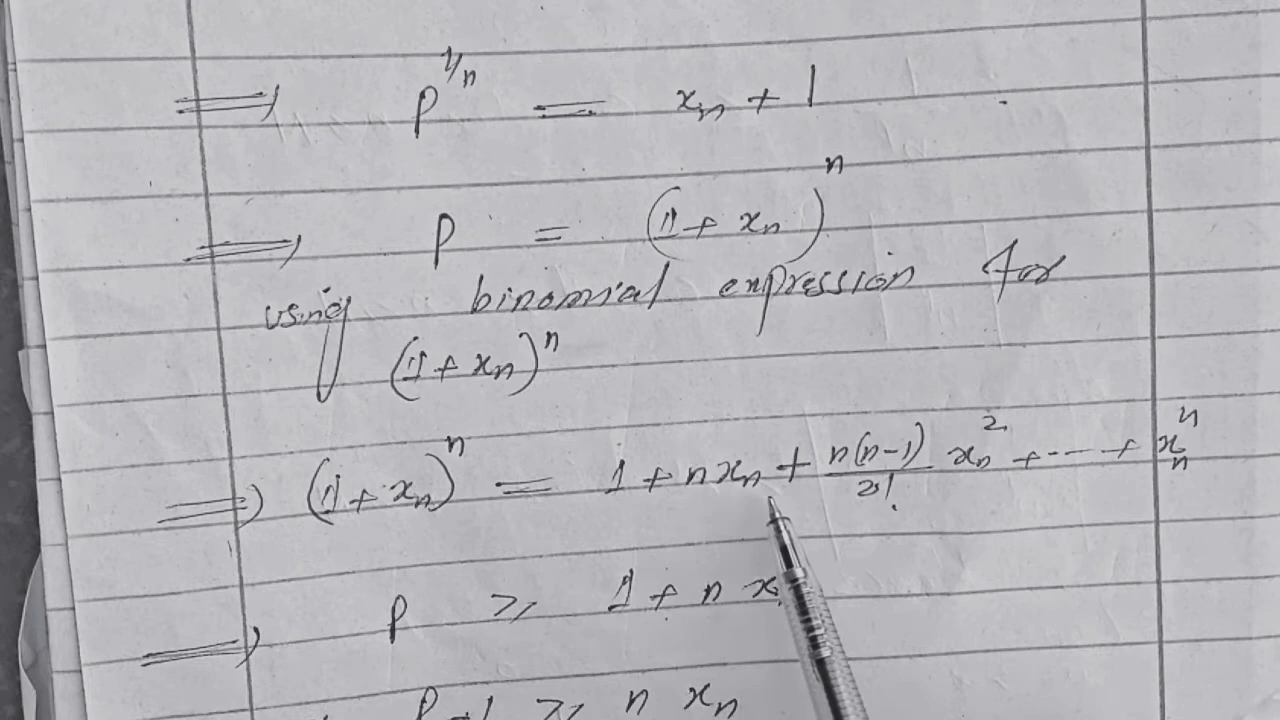 ⟹ p^{1/n} = x_n + 1
⟹ p = (1 + x_n)^n
using binomial expression for
(1 + x_n)^n
⟹ (1 + x_n)^n = 1 + n x_n + \frac{n(n-1)}{2!} x_n^2 + --- + x_n^n
⟹ p ≥ 1 + n x
p-1 ≥ n x_n